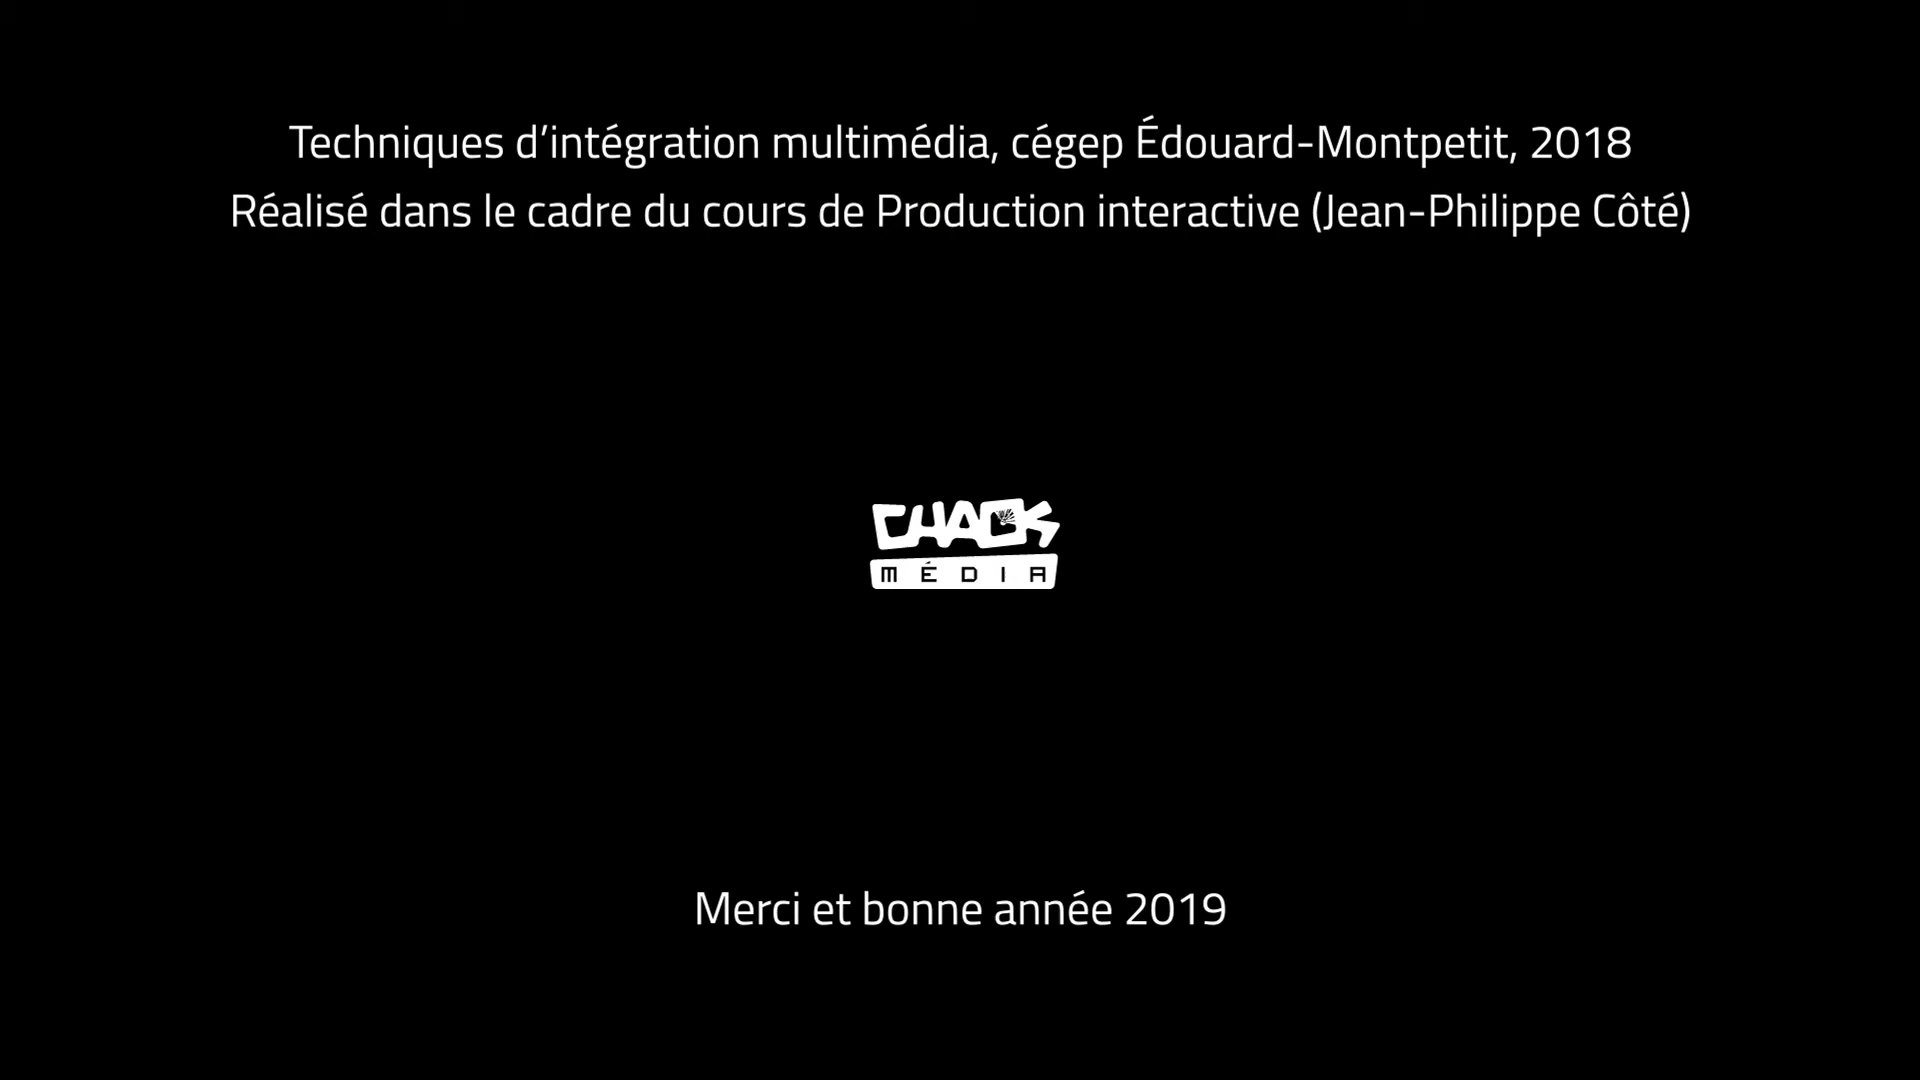 Techniques d’intégration multimédia, cégep Édouard-Montpetit, 2018
Réalisé dans le cadre du cours de Production interactive (Jean-Philippe Côté)
CHAOK
MÉDIA
Merci et bonne année 2019